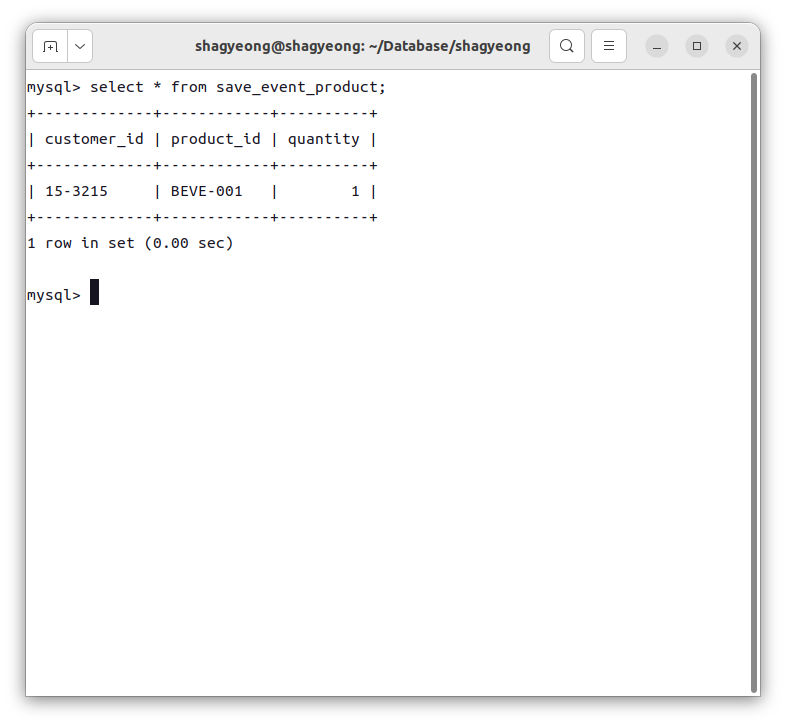 shagyeong@shagyeong: ~/Database/shagyeong
mysql> select * from save_event_product;
+-------------+------------+----------+
| customer_id | product_id | quantity |
+-------------+------------+----------+
| 15-3215     | BEVE-001   |        1 |
+-------------+------------+----------+
1 row in set (0.00 sec)
mysql>